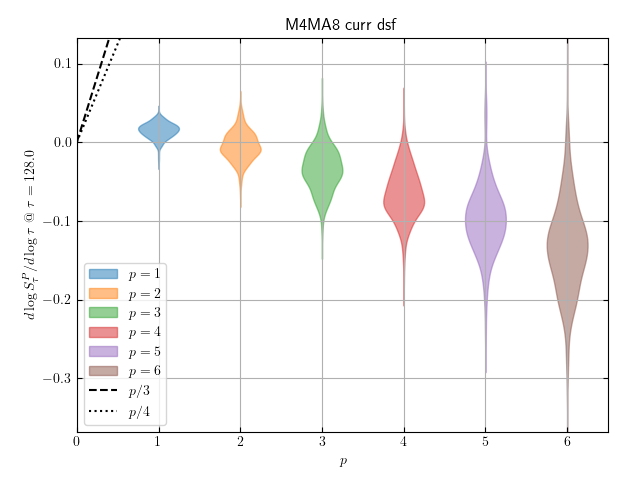 M4MA8 curr dsf
d log S_τ^P / d log τ @ τ = 128.0
0.1
0.0
−0.1
−0.2
−0.3
p = 1
p = 2
p = 3
p = 4
p = 5
p = 6
p/3
p/4
0 1 2 3 4 5 6
p